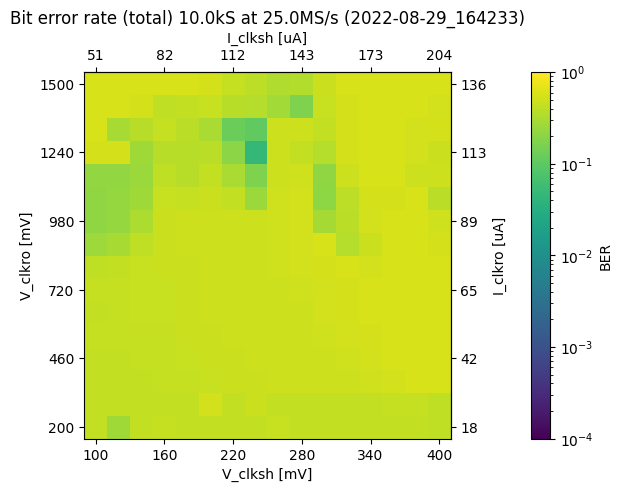 Bit error rate (total) 10.0kS at 25.0MS/s (2022-08-29_164233)
I_clksh [uA]
51 82 112 143 173 204
1500 136
1240 113
980 89
720 65
460 42
200 18
V_clkro [mV]
I_clkro [uA]
100 160 220 280 340 400
V_clksh [mV]
10^0
10^-1
10^-2
10^-3
10^-4
BER